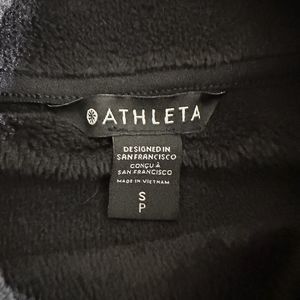 ATHLETA
DESIGNED IN
SAN FRANCISCO
CONÇU À
SAN FRANCISCO
MADE IN VIETNAM
S
P